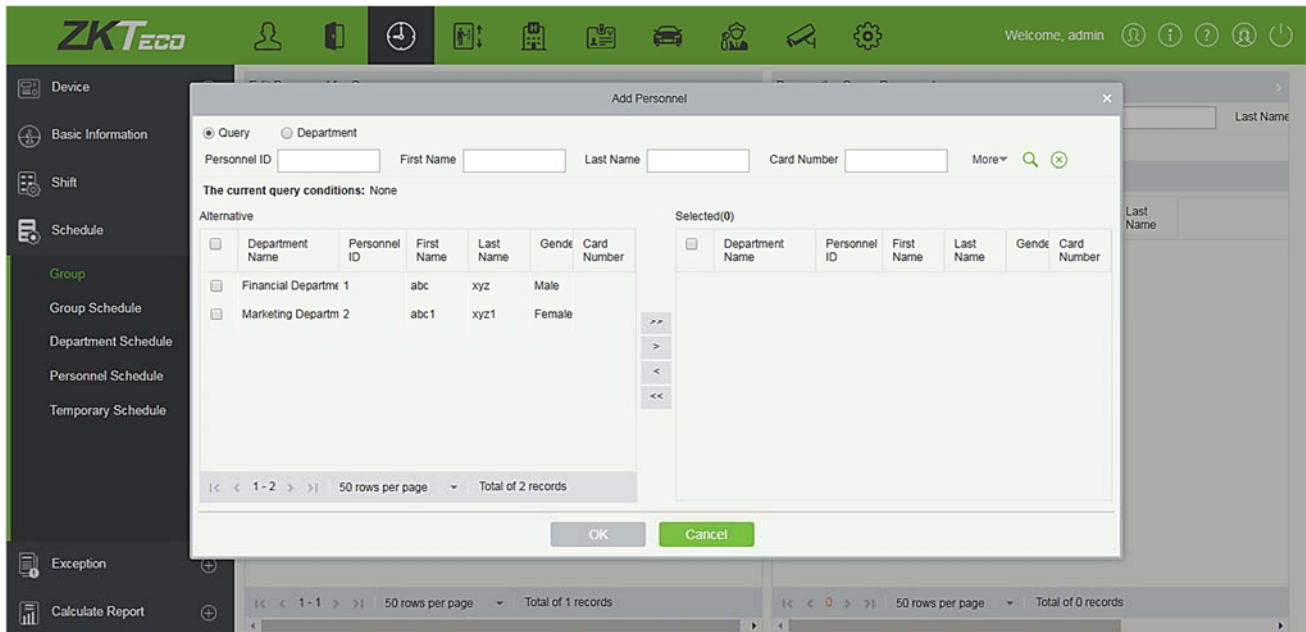 ZKTECO
Welcome, admin
Device
Basic Information
Shift
Schedule
Group
Group Schedule
Department Schedule
Personnel Schedule
Temporary Schedule
Exception
Calculate Report
Add Personnel
Query Department
Personnel ID First Name Last Name Card Number More
The current query conditions: None
Alternative
Department Name Personnel ID First Name Last Name Gende Card Number
Financial Departme 1 abc xyz Male
Marketing Departm 2 abc1 xyz1 Female
|< < 1 - 2 > >| 50 rows per page Total of 2 records
>>
>
<
<<
Selected(0)
Department Name Personnel ID First Name Last Name Gende Card Number
OK Cancel
Last Name
Last Name
|< < 1 - 1 > >| 50 rows per page Total of 1 records
|< < 0 > >| 50 rows per page Total of 0 records